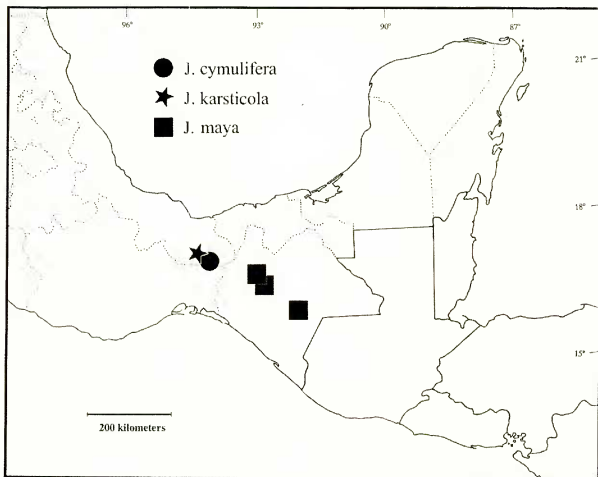 96° 93° 90° 87°
J. cymulifera
J. karsticola
J. maya
21°
18°
15°
200 kilometers